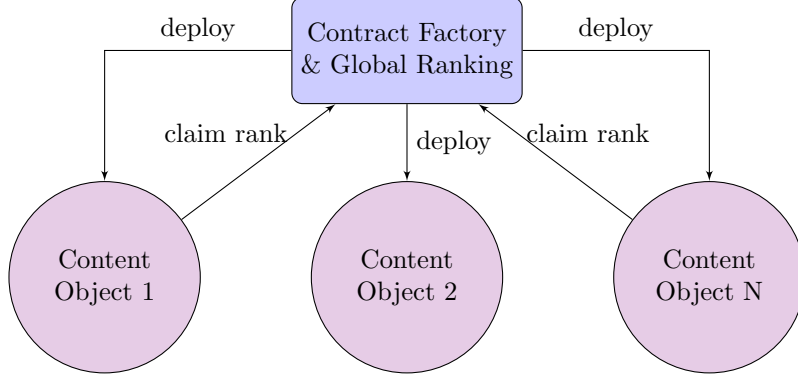 deploy
Contract Factory
& Global Ranking
deploy
claim rank
deploy
claim rank
Content
Object 1
Content
Object 2
Content
Object N